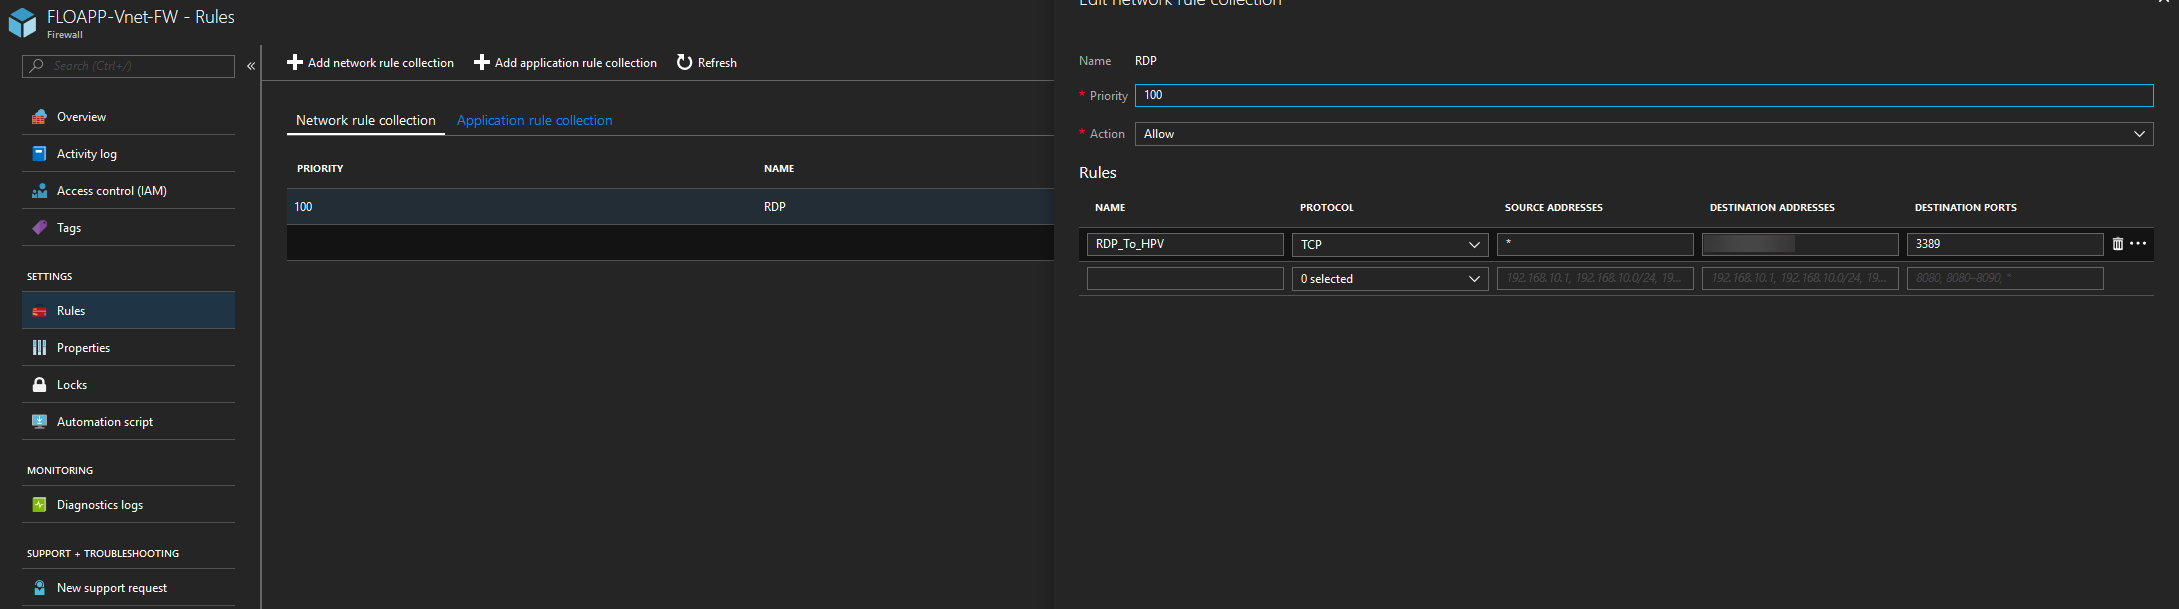 FLOAPP-Vnet-FW - Rules
Firewall
Search (Ctrl+/)
«
Overview
Activity log
Access control (IAM)
Tags
SETTINGS
Rules
Properties
Locks
Automation script
MONITORING
Diagnostics logs
SUPPORT + TROUBLESHOOTING
New support request
Add network rule collection
Add application rule collection
Refresh
Network rule collection
Application rule collection
PRIORITY NAME
100 RDP
Edit network rule collection
Name RDP
* Priority 100
* Action Allow
Rules
NAME PROTOCOL SOURCE ADDRESSES DESTINATION ADDRESSES DESTINATION PORTS
RDP_To_HPV TCP * 3389
0 selected 192.168.10.1, 192.168.10.0/24, 19... 192.168.10.1, 192.168.10.0/24, 19... 8080, 8080–8090, *